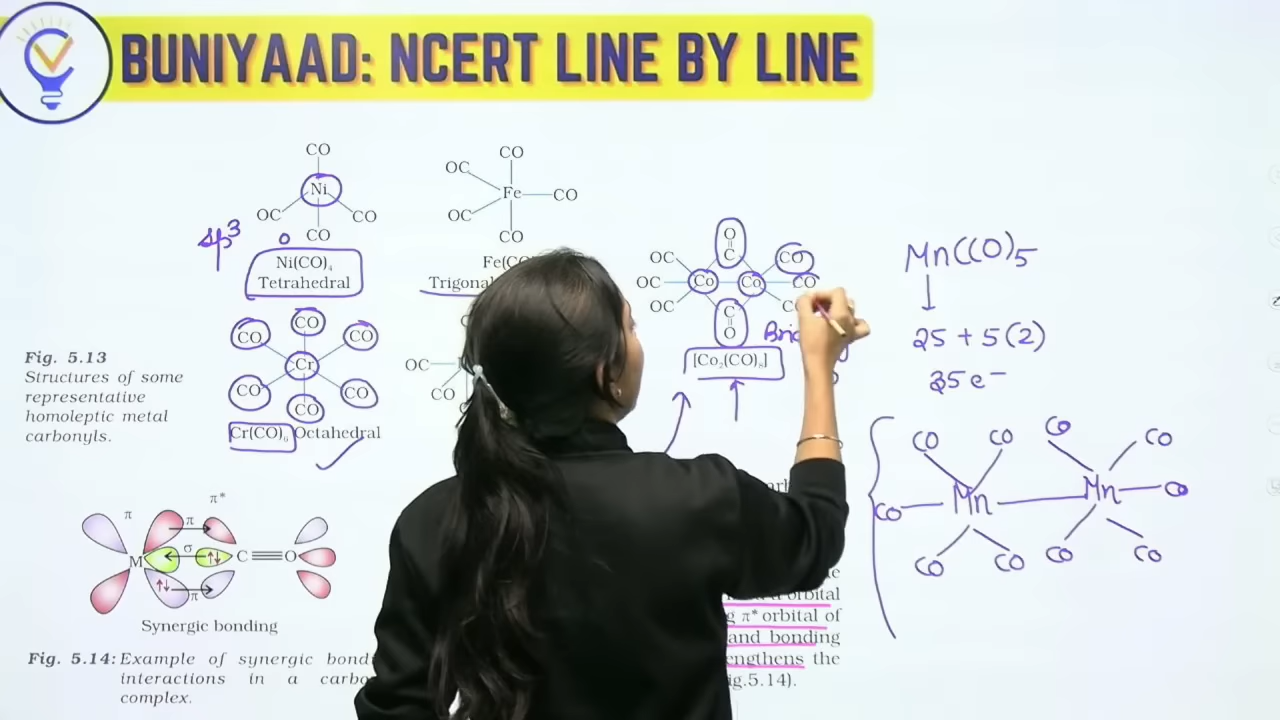 BUNIYAAD: NCERT LINE BY LINE
CO
Ni
OC
CO
CO
sp³
0
Ni(CO)₄
Tetrahedral
CO
OC
Fe
CO
OC
CO
Fe(CO
Trigonal
O
C
OC
CO
OC
Co
Co
CO
OC
C
C
O
[Co₂(CO)₈]
CO
CO
CO
Cr
CO
CO
CO
Cr(CO)₆ Octahedral
OC
CO
Fig. 5.13
Structures of some
representative
homoleptic metal
carbonyls.
Mn(CO)5
25 + 5(2)
35 e⁻
CO
CO
CO
CO
CO
Mn
Mn
CO
CO
CO
CO
CO
π
π*
π
M
σ
C
O
π
Synergic bonding
Fig. 5.14: Example of synergic bond
interactions in a carbo
complex.
orbital
g π* orbital of
and bonding
engthens the
ig.5.14).